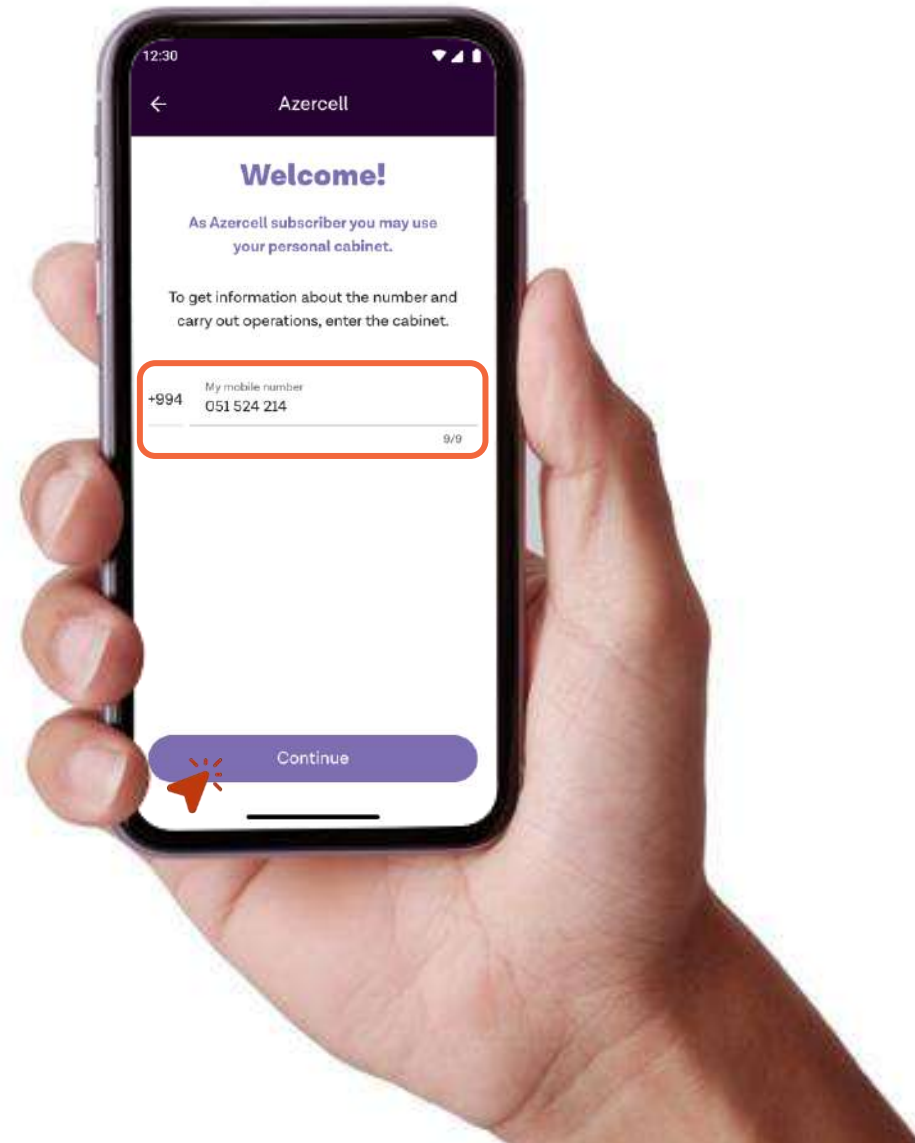 12:30
Azercell
Welcome!
As Azercell subscriber you may use
your personal cabinet.
To get information about the number and
carry out operations, enter the cabinet.
My mobile number
+994 051 524 214
9/9
Continue